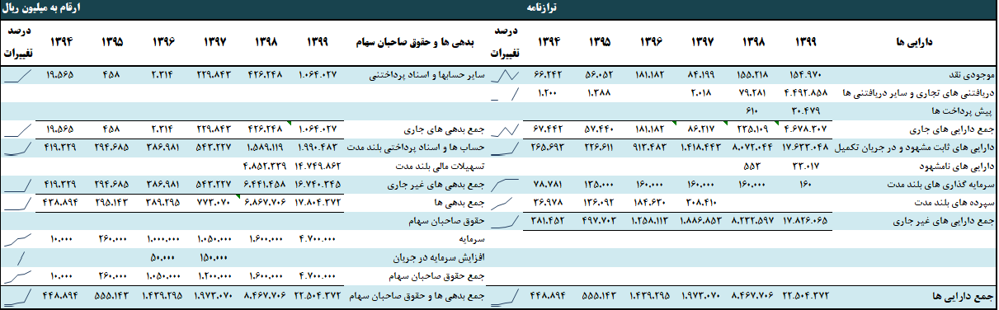 ترازنامه ارقام به میلیون ریال
دارایی ها ۱۳۹۹ ۱۳۹۸ ۱۳۹۷ ۱۳۹۶ ۱۳۹۵ ۱۳۹۴ درصد تغییرات بدهی ها و حقوق صاحبان سهام ۱۳۹۹ ۱۳۹۸ ۱۳۹۷ ۱۳۹۶ ۱۳۹۵ ۱۳۹۴ درصد تغییرات
موجودی نقد ۱۵۴.۹۷۰ ۱۵۵.۲۱۸ ۸۴.۱۹۹ ۱۸۱.۱۸۲ ۵۶.۰۵۲ ۶۶.۲۴۲ سایر حسابها و اسناد پرداختنی ۱.۰۶۴.۰۲۷ ۴۲۶.۲۴۸ ۲۲۹.۸۴۳ ۲.۳۱۴ ۴۵۸ ۱۹.۵۶۵
دریافتنی های تجاری و سایر دریافتنی ها ۴.۴۹۲.۸۵۸ ۷۹.۲۸۱ ۲.۰۱۸ ۱.۳۸۸ ۱.۲۰۰
پیش پرداخت ها ۳۰.۴۷۹ ۶۱۰
جمع دارایی های جاری ۴.۶۷۸.۳۰۷ ۲۳۵.۱۰۹ ۸۶.۲۱۷ ۱۸۱.۱۸۲ ۵۷.۴۴۰ ۶۷.۴۴۲ جمع بدهی های جاری ۱.۰۶۴.۰۲۷ ۴۲۶.۲۴۸ ۲۲۹.۸۴۳ ۲.۳۱۴ ۴۵۸ ۱۹.۵۶۵
دارایی های ثابت مشهود و در جریان تکمیل ۱۷.۶۳۳.۰۴۸ ۸.۰۷۲.۰۴۴ ۱.۴۱۸.۴۴۳ ۹۱۳.۴۸۳ ۲۲۶.۶۱۱ ۲۶۵.۶۹۳ حساب ها و اسناد پرداختی بلند مدت ۱.۹۹۰.۴۸۳ ۱.۵۸۹.۱۱۹ ۵۴۳.۲۲۷ ۳۸۶.۹۸۱ ۲۹۴.۶۸۵ ۴۱۹.۳۲۹
دارایی های نامشهود ۳۳.۰۱۷ ۵۵۳ تسهیلات مالی بلند مدت ۱۴.۷۴۹.۸۶۲ ۴.۸۵۲.۳۳۹
سرمایه گذاری های بلند مدت ۱۶۰ ۱۶۰.۰۰۰ ۱۶۰.۰۰۰ ۱۶۰.۰۰۰ ۱۳۵.۰۰۰ ۷۸.۷۸۱ جمع بدهی های غیر جاری ۱۶.۷۴۰.۳۴۵ ۶.۴۴۱.۴۵۸ ۵۴۳.۲۲۷ ۳۸۶.۹۸۱ ۲۹۴.۶۸۵ ۴۱۹.۳۲۹
سپرده های بلند مدت ۳۰۸.۴۱۰ ۱۸۴.۶۳۰ ۱۳۶.۰۹۲ ۳۶.۹۷۸ جمع بدهی ها ۱۷.۸۰۴.۳۷۲ ۶.۸۶۷.۷۰۶ ۷۷۳.۰۷۰ ۳۸۹.۲۹۵ ۲۹۵.۱۴۳ ۴۳۸.۸۹۴
جمع دارایی های غیر جاری ۱۷.۸۲۶.۰۶۵ ۸.۲۳۲.۵۹۷ ۱.۸۸۶.۸۵۳ ۱.۲۵۸.۱۱۳ ۴۹۷.۷۰۳ ۳۸۱.۴۵۲ حقوق صاحبان سهام
سرمایه ۴.۷۰۰.۰۰۰ ۱.۶۰۰.۰۰۰ ۱.۰۵۰.۰۰۰ ۱.۰۰۰.۰۰۰ ۲۶۰.۰۰۰ ۱۰.۰۰۰
افزایش سرمایه در جریان ۱۵۰.۰۰۰ ۵۰.۰۰۰
جمع حقوق صاحبان سهام ۴.۷۰۰.۰۰۰ ۱.۶۰۰.۰۰۰ ۱.۲۰۰.۰۰۰ ۱.۰۵۰.۰۰۰ ۲۶۰.۰۰۰ ۱۰.۰۰۰
جمع دارایی ها ۲۲.۵۰۴.۳۷۲ ۸.۴۶۷.۷۰۶ ۱.۹۷۳.۰۷۰ ۱.۴۳۹.۲۹۵ ۵۵۵.۱۴۳ ۴۴۸.۸۹۴ جمع بدهی ها و حقوق صاحبان سهام ۲۲.۵۰۴.۳۷۲ ۸.۴۶۷.۷۰۶ ۱.۹۷۳.۰۷۰ ۱.۴۳۹.۲۹۵ ۵۵۵.۱۴۳ ۴۴۸.۸۹۴